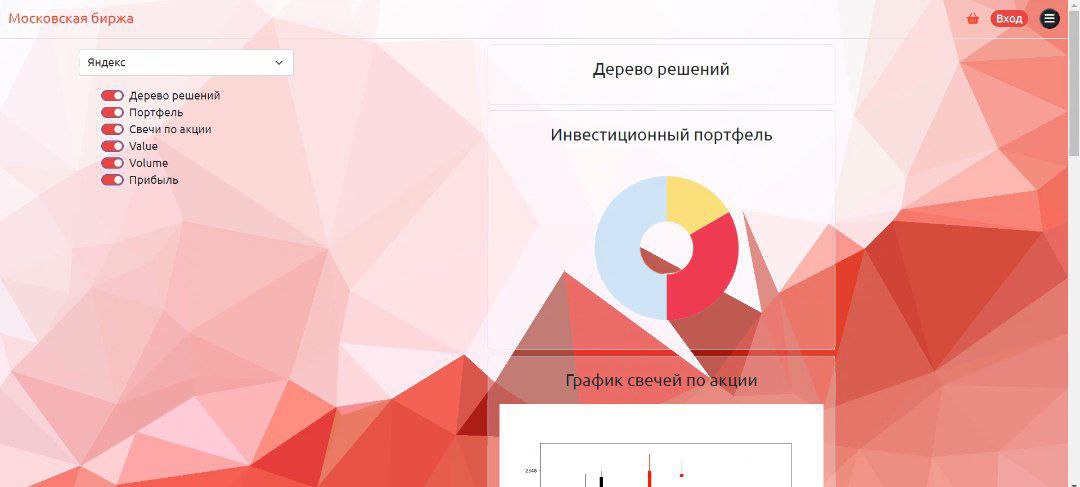 Московская биржа
Вход
Яндекс
Дерево решений
Портфель
Свечи по акции
Value
Volume
Прибыль
Дерево решений
Инвестиционный портфель
График свечей по акции
2348